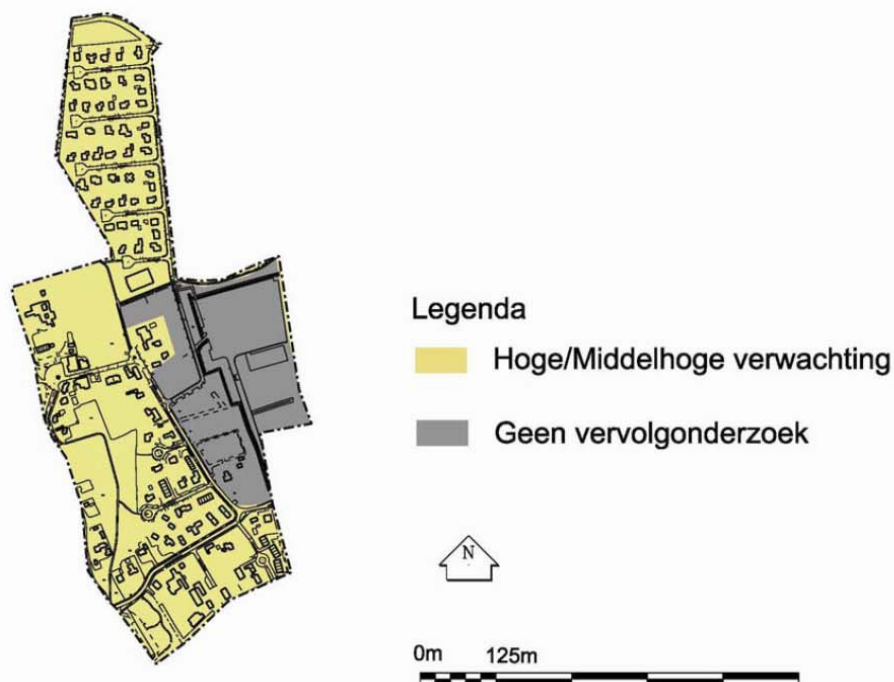 Legenda
Hoge/Middelhoge verwachting
Geen vervolgonderzoek
N
0m 125m